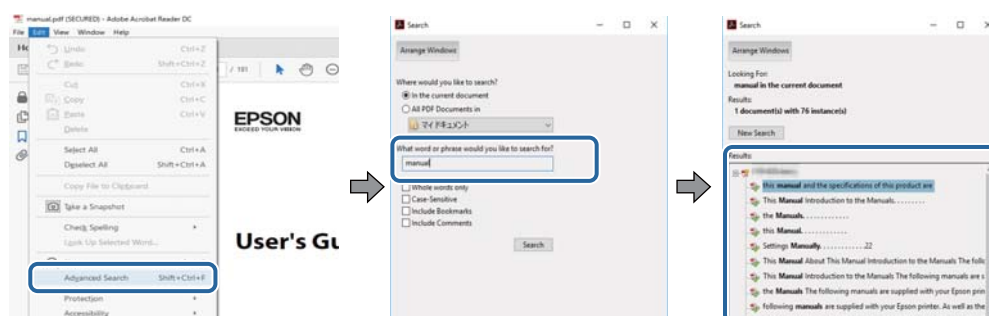 manual.pdf (SECURED) - Adobe Acrobat Reader DC
File Edit View Window Help
Undo Ctrl+Z
Redo Shift+Ctrl+Z
Cut Ctrl+X
Copy Ctrl+C
Paste Ctrl+V
Delete
Select All Ctrl+A
Deselect All Shift+Ctrl+A
Copy File to Clipboard
Take a Snapshot
Check Spelling
Look Up Selected Word...
Advanced Search Shift+Ctrl+F
Protection
Accessibility
/ 191
EPSON
EXCEED YOUR VISION
User's Gu
Search
Arrange Windows
Where would you like to search?
In the current document
All PDF Documents in
マイ ドキュメント
What word or phrase would you like to search for?
manual
Whole words only
Case-Sensitive
Include Bookmarks
Include Comments
Search
Search
Arrange Windows
Looking For:
manual in the current document
Results:
1 document(s) with 76 instance(s)
New Search
Results:
this manual and the specifications of this product are
This Manual Introduction to the Manuals.........
the Manuals.............
this Manual.............
Settings Manually.............22
This Manual About This Manual Introduction to the Manuals The follo
This Manual Introduction to the Manuals The following manuals are s
the Manuals The following manuals are supplied with your Epson prin
following manuals are supplied with your Epson printer. As well as the